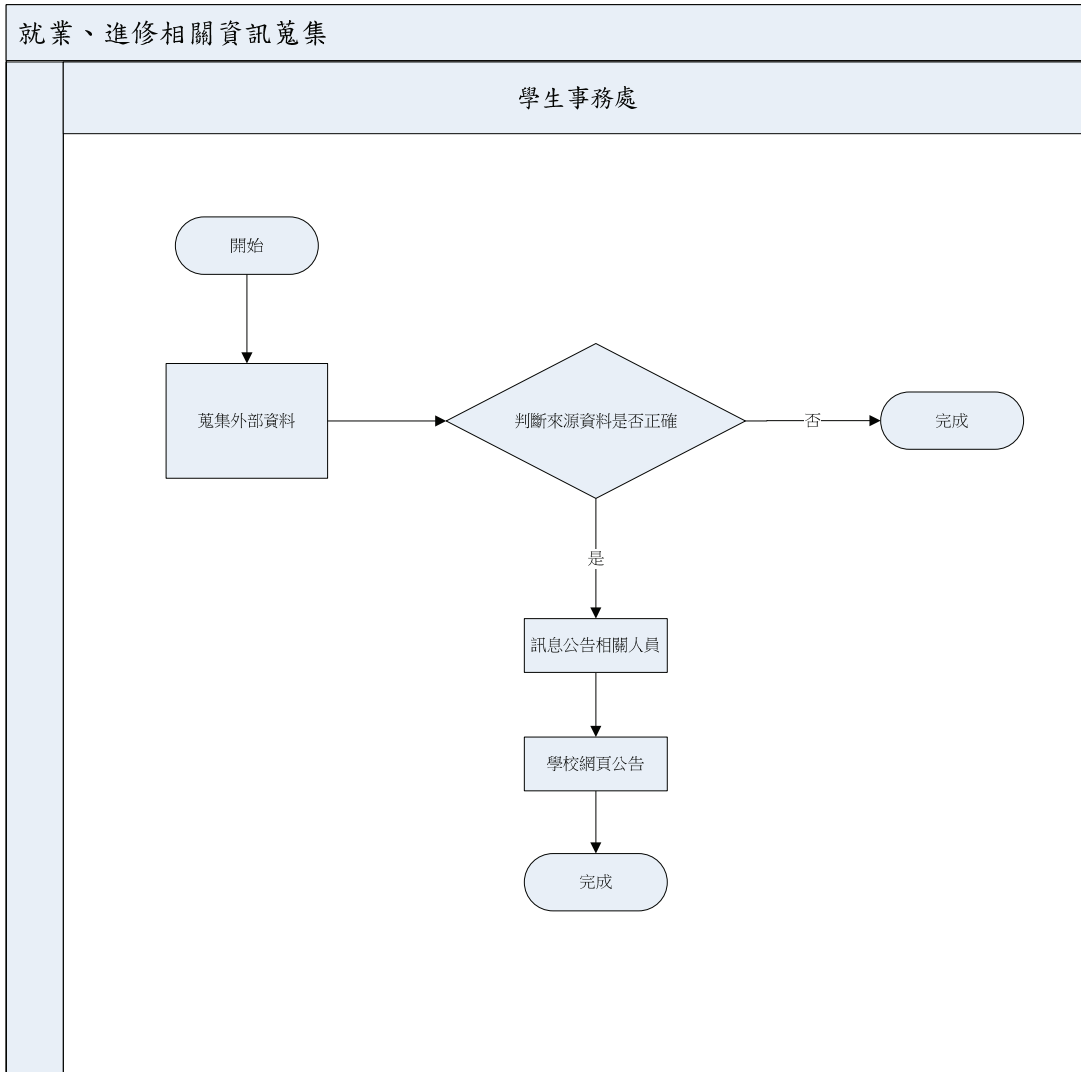 就業、進修相關資訊蒐集
學生事務處
開始
蒐集外部資料
判斷來源資料是否正確
否
完成
是
訊息公告相關人員
學校網頁公告
完成